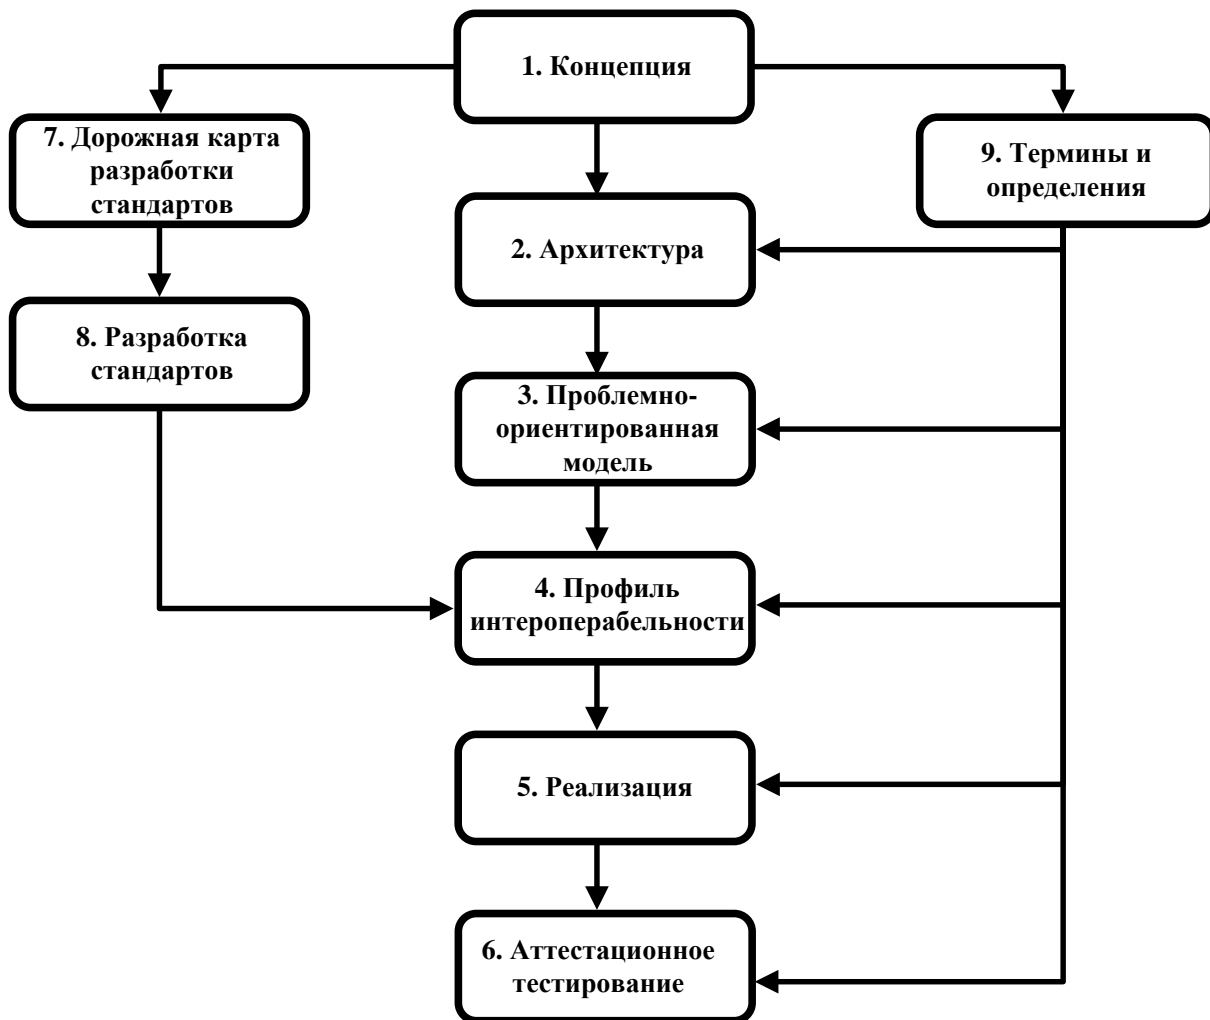 1. Концепция
7. Дорожная карта
разработки
стандартов
9. Термины и
определения
2. Архитектура
8. Разработка
стандартов
3. Проблемно-
ориентированная
модель
4. Профиль
интероперабельности
5. Реализация
6. Аттестационное
тестирование